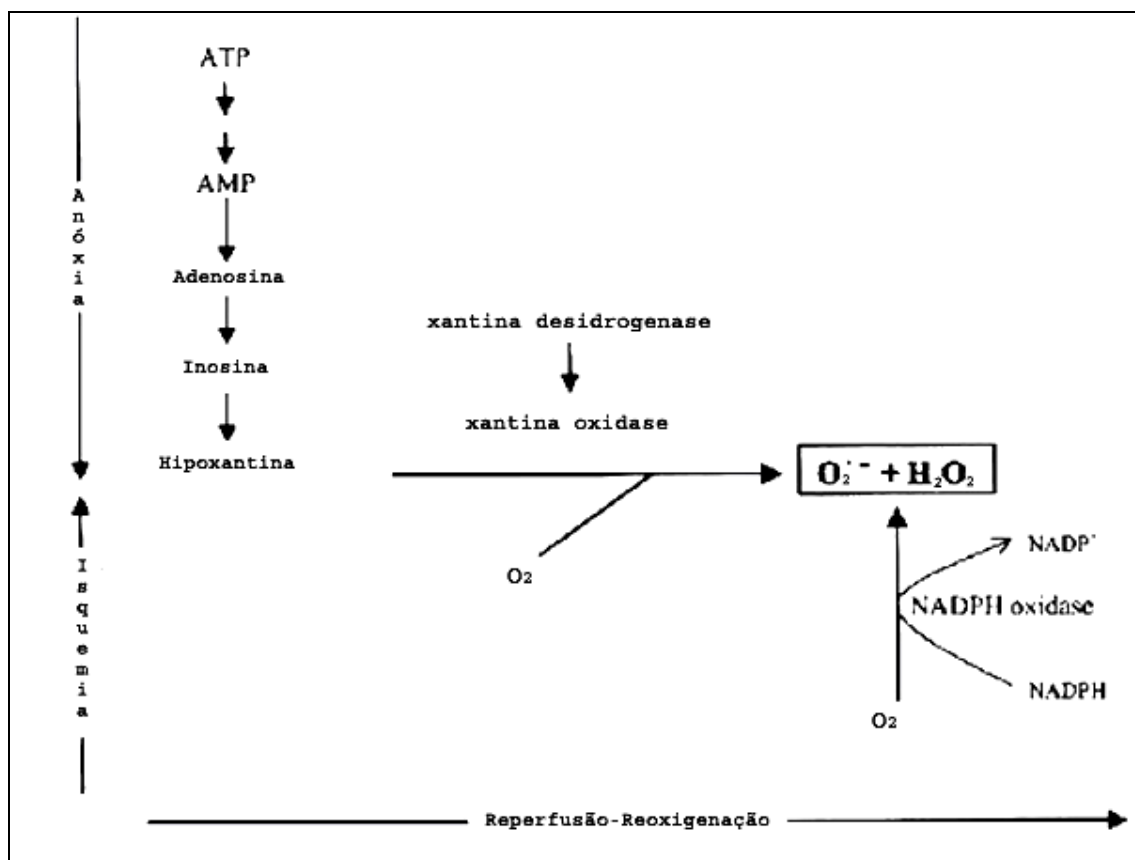 ATP
AMP
Anóxia
Adenosina
xantina desidrogenase
Inosina
xantina oxidase
Hipoxantina
O₂˙⁻ + H₂O₂
Isquemia
O2
NADP⁺
NADPH oxidase
NADPH
O2
Reperfusão-Reoxigenação